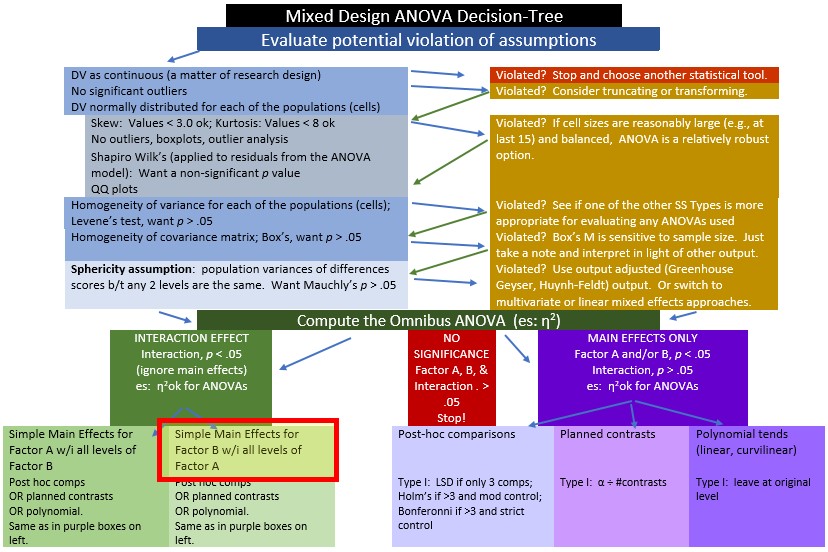 Mixed Design ANOVA Decision-Tree
Evaluate potential violation of assumptions
DV as continuous (a matter of research design)
No significant outliers
DV normally distributed for each of the populations (cells)
Skew:  Values < 3.0 ok; Kurtosis: Values < 8 ok
No outliers, boxplots, outlier analysis
Shapiro Wilk's (applied to residuals from the ANOVA
model):  Want a non-significant p value
QQ plots
Homogeneity of variance for each of the populations (cells);
Levene's test, want p > .05
Homogeneity of covariance matrix; Box's, want p > .05
Sphericity assumption:  population variances of differences
scores b/t any 2 levels are the same.  Want Mauchly's p > .05
Violated?  Stop and choose another statistical tool.
Violated?  Consider truncating or transforming.
Violated?  If cell sizes are reasonably large (e.g., at
last 15) and balanced,  ANOVA is a relatively robust
option.
Violated?  See if one of the other SS Types is more
appropriate for evaluating any ANOVAs used
Violated?  Box's M is sensitive to sample size.  Just
take a note and interpret in light of other output.
Violated?  Use output adjusted (Greenhouse
Geyser, Huynh-Feldt) output.  Or switch to
multivariate or linear mixed effects approaches.
Compute the Omnibus ANOVA  (es: η²)
INTERACTION EFFECT
Interaction, p < .05
(ignore main effects)
es:  η²ok for ANOVAs
NO
SIGNIFICANCE
Factor A, B, &
Interaction . >
.05
Stop!
MAIN EFFECTS ONLY
Factor A and/or B, p < .05
Interaction, p > .05
es:  η²ok for ANOVAs
Simple Main Effects for
Factor A w/i all levels of
Factor B
Post hoc comps
OR planned contrasts
OR polynomial.
Same as in purple boxes on
left.
Simple Main Effects for
Factor B w/i all levels of
Factor A
Post hoc comps
OR planned contrasts
OR polynomial.
Same as in purple boxes on
left.
Post-hoc comparisons
Type I:  LSD if only 3 comps;
Holm's if >3 and mod control;
Bonferonni if >3 and strict
control
Planned contrasts
Type I:  α ÷ #contrasts
Polynomial tends
(linear, curvilinear)
Type I:  leave at original
level